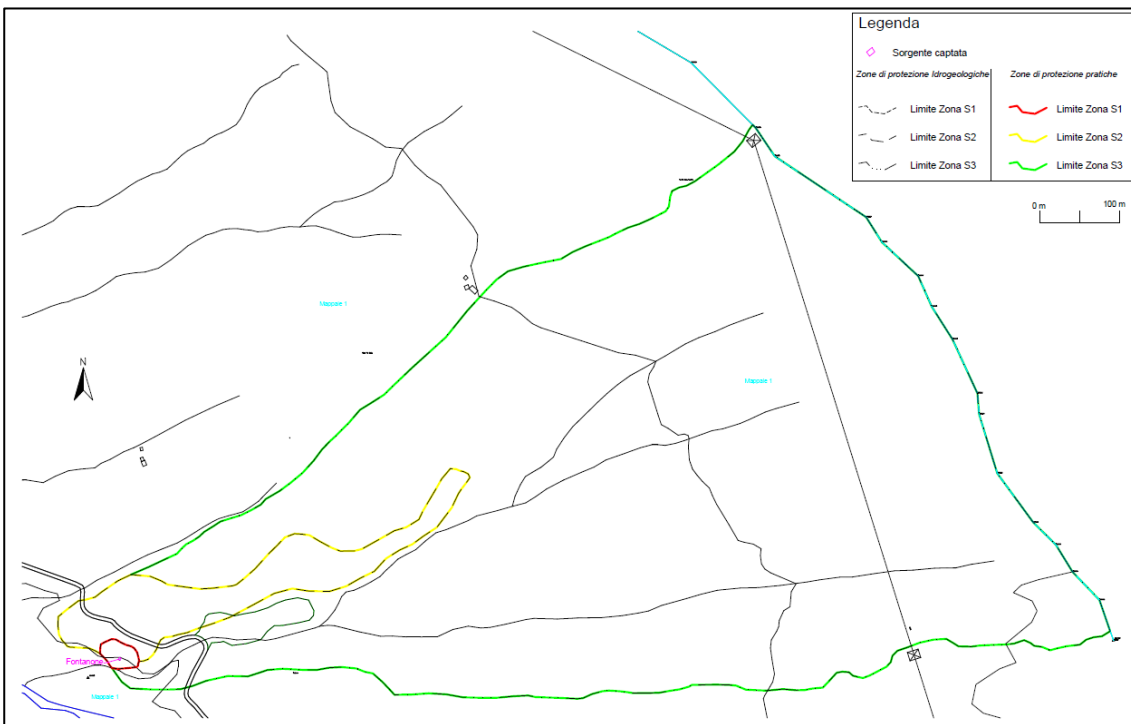 Legenda
Sorgente captata
Zone di protezione Idrogeologiche
Zone di protezione pratiche
Limite Zona S1
Limite Zona S1
Limite Zona S2
Limite Zona S2
Limite Zona S3
Limite Zona S3
0 m
100 m
Mappale 1
N
Mappale 1
Fontanone
Mappale 1